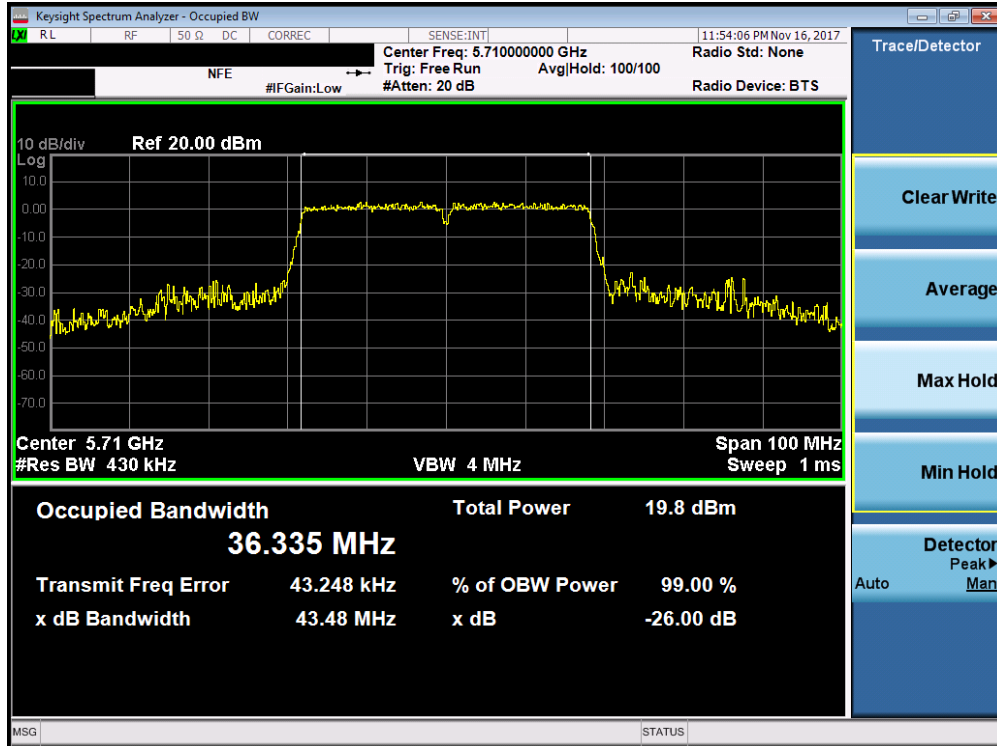 Keysight Spectrum Analyzer - Occupied BW
LXI RL RF 50 Ω DC CORREC SENSE:INT 11:54:06 PM Nov 16, 2017
Center Freq: 5.710000000 GHz Radio Std: None
NFE Trig: Free Run Avg|Hold: 100/100
#IFGain:Low #Atten: 20 dB Radio Device: BTS
10 dB/div Ref 20.00 dBm
Log
10.0
0.00
-10.0
-20.0
-30.0
-40.0
-50.0
-60.0
-70.0
Center 5.71 GHz Span 100 MHz
#Res BW 430 kHz VBW 4 MHz Sweep 1 ms
Occupied Bandwidth Total Power 19.8 dBm
36.335 MHz
Transmit Freq Error 43.248 kHz % of OBW Power 99.00 %
x dB Bandwidth 43.48 MHz x dB -26.00 dB
MSG STATUS
Trace/Detector
Clear Write
Average
Max Hold
Min Hold
Detector
Peak▶
Auto Man